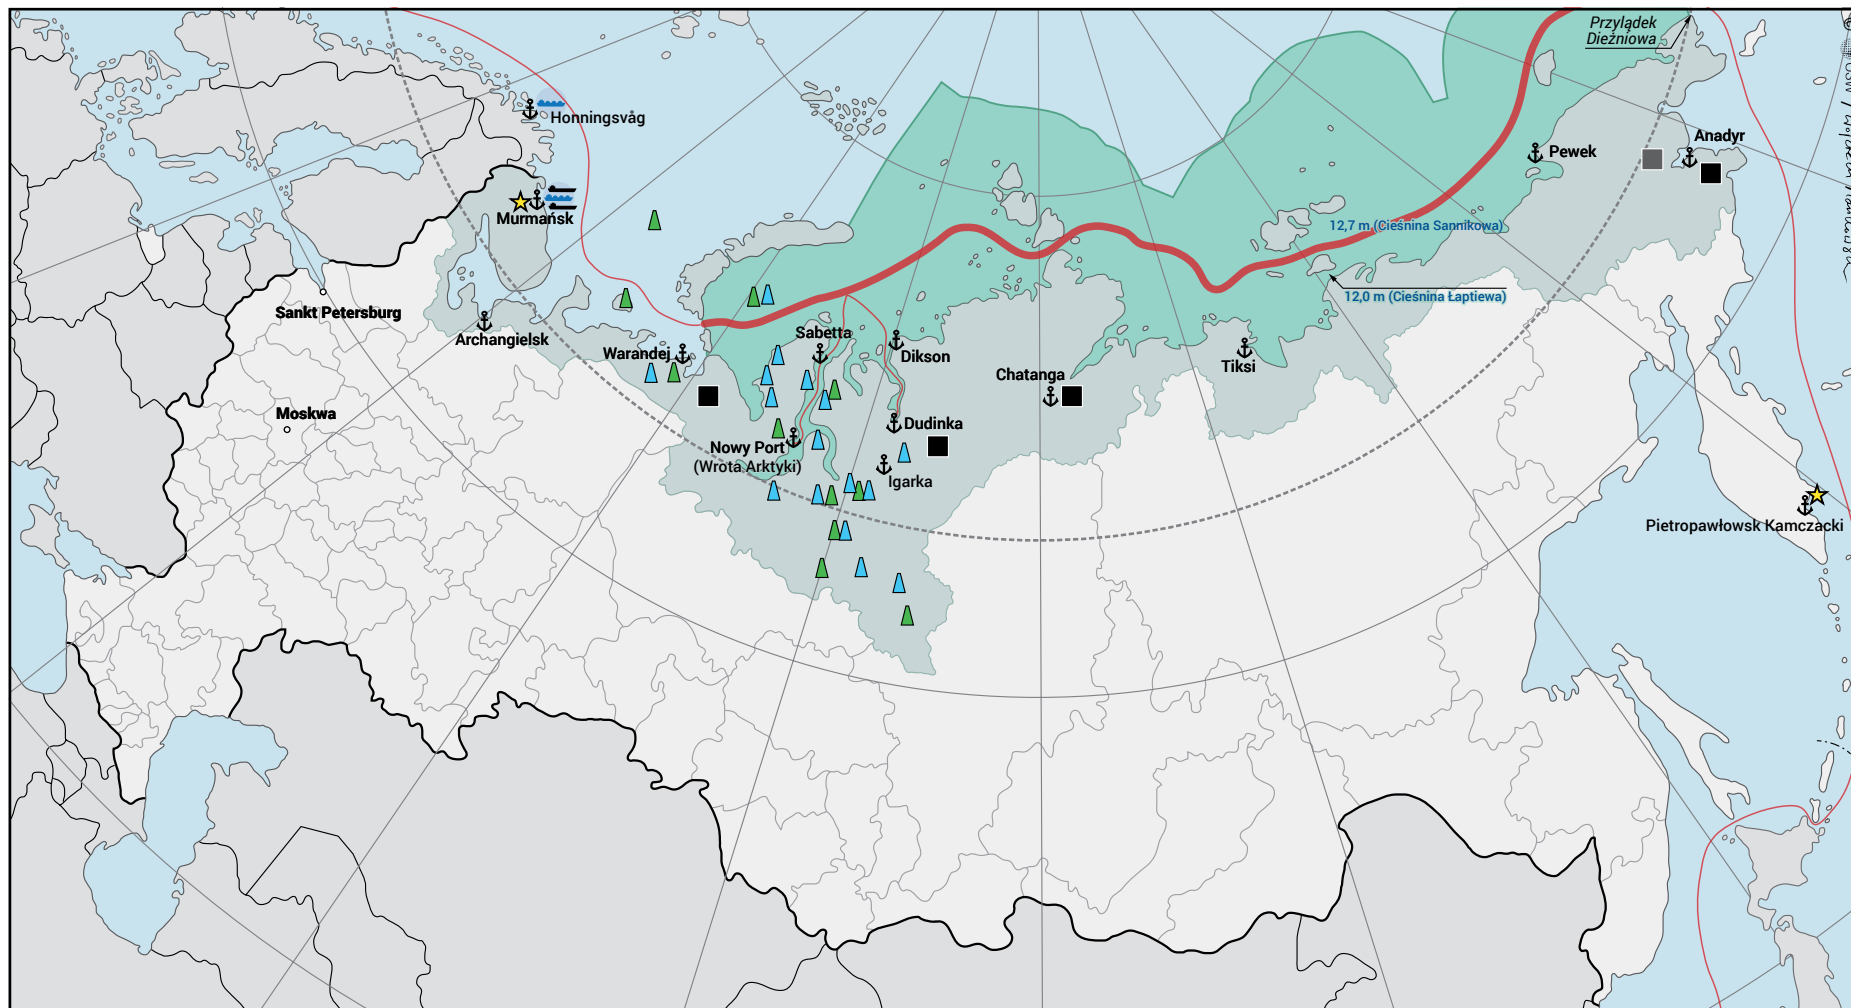 Przylądek
Dieżniowa
Honningsvåg
Anadyr
Pewek
Murmańsk
12,7 m (Cieśnina Sannikowa)
12,0 m (Cieśnina Łaptiewa)
Sankt Petersburg
Archangielsk
Warandej
Sabetta
Dikson
Tiksi
Chatanga
Moskwa
Dudinka
Nowy Port
(Wrota Arktyki)
Igarka
Pietropawłowsk Kamczacki